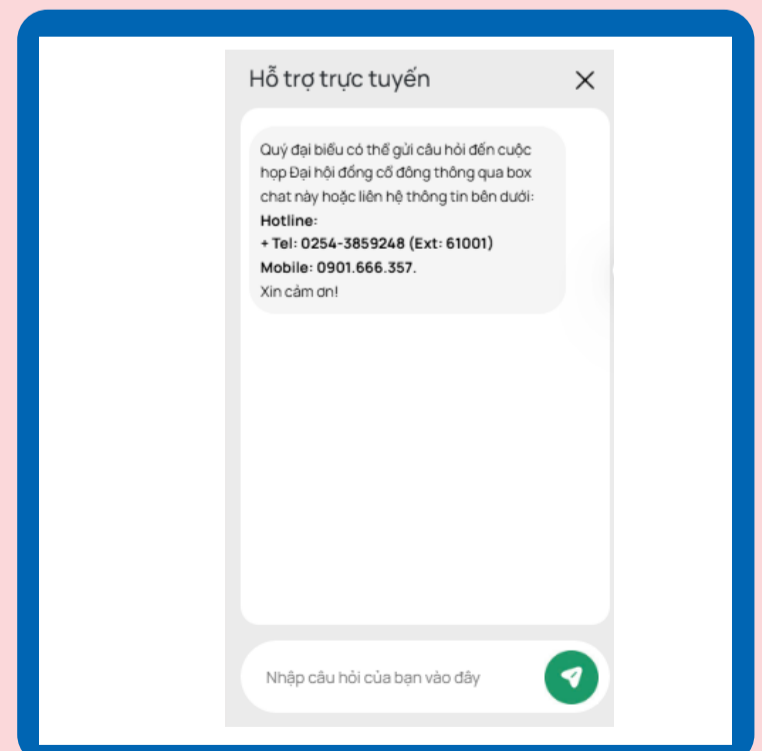 Hỗ trợ trực tuyến
Quý đại biểu có thể gửi câu hỏi đến cuộc
họp Đại hội đồng cổ đông thông qua box
chat này hoặc liên hệ thông tin bên dưới:
Hotline:
+ Tel: 0254-3859248 (Ext: 61001)
Mobile: 0901.666.357.
Xin cảm ơn!
Nhập câu hỏi của bạn vào đây